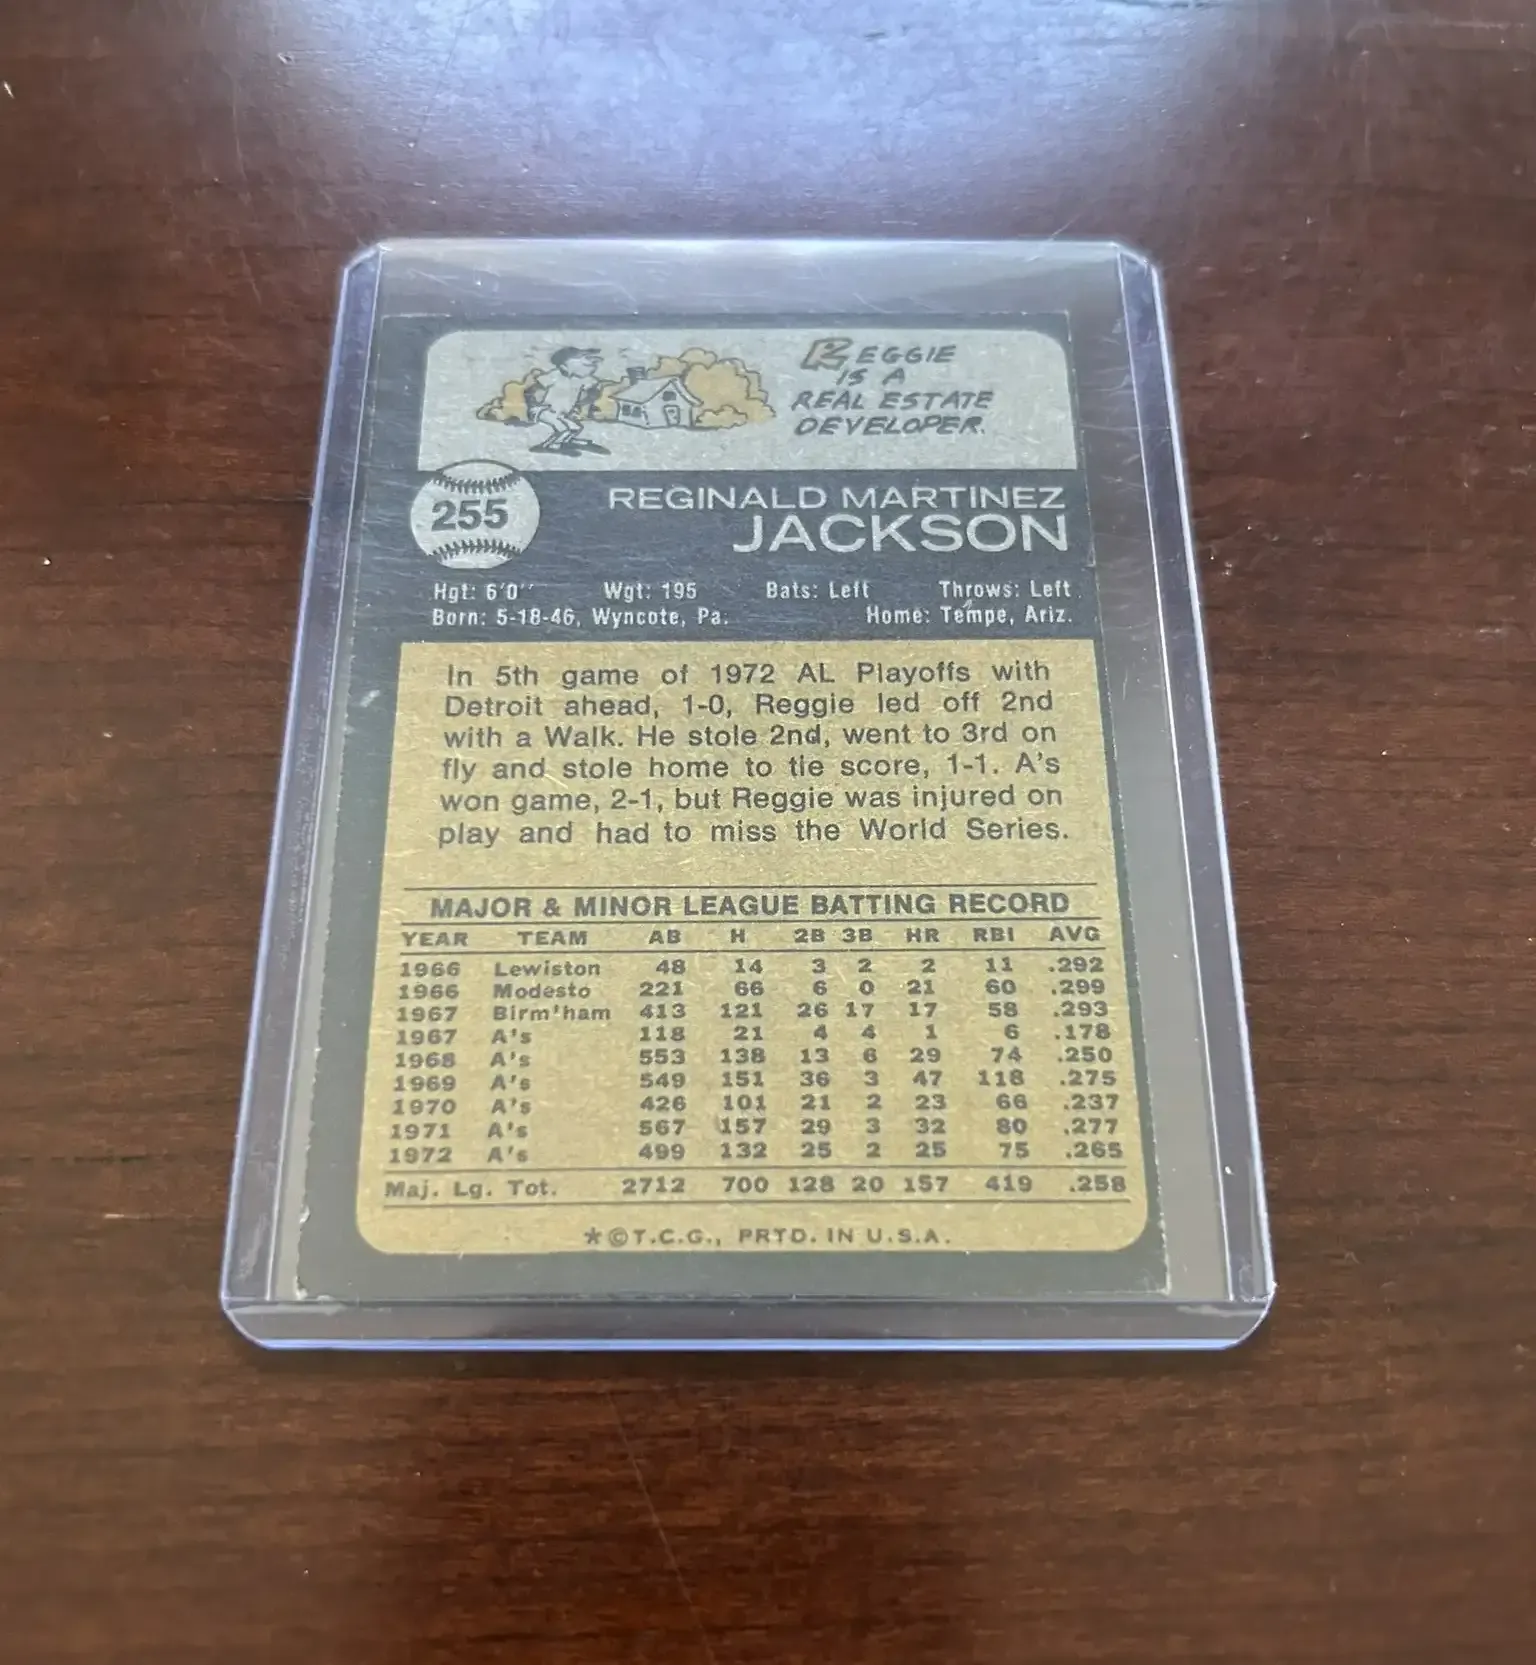 REGGIE
IS A
REAL ESTATE
DEVELOPER.
255
REGINALD MARTINEZ
JACKSON
Hgt: 6'0" Wgt: 195 Bats: Left Throws: Left
Born: 5-18-46, Wyncote, Pa. Home: Tempe, Ariz.
In 5th game of 1972 AL Playoffs with
Detroit ahead, 1-0, Reggie led off 2nd
with a Walk. He stole 2nd, went to 3rd on
fly and stole home to tie score, 1-1. A's
won game, 2-1, but Reggie was injured on
play and had to miss the World Series.
MAJOR & MINOR LEAGUE BATTING RECORD
YEAR TEAM AB H 2B 3B HR RBI AVG
1966 Lewiston 48 14 3 2 2 11 .292
1966 Modesto 221 66 6 0 21 60 .299
1967 Birm'ham 413 121 26 17 17 58 .293
1967 A's 118 21 4 4 1 6 .178
1968 A's 553 138 13 6 29 74 .250
1969 A's 549 151 36 3 47 118 .275
1970 A's 426 101 21 2 23 66 .237
1971 A's 567 157 29 3 32 80 .277
1972 A's 499 132 25 2 25 75 .265
Maj. Lg. Tot. 2712 700 128 20 157 419 .258
*©T.C.G., PRTD. IN U.S.A.